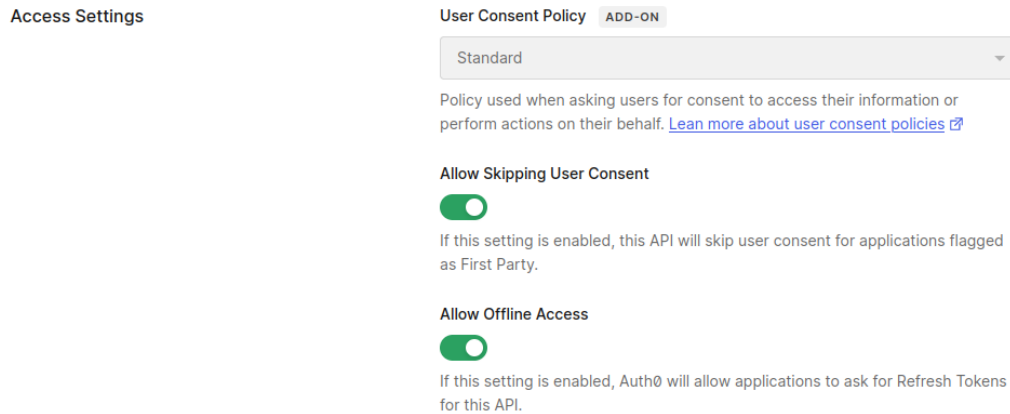 Access Settings
User Consent Policy ADD-ON
Standard
Policy used when asking users for consent to access their information or
perform actions on their behalf. Lean more about user consent policies
Allow Skipping User Consent
If this setting is enabled, this API will skip user consent for applications flagged
as First Party.
Allow Offline Access
If this setting is enabled, Auth0 will allow applications to ask for Refresh Tokens
for this API.